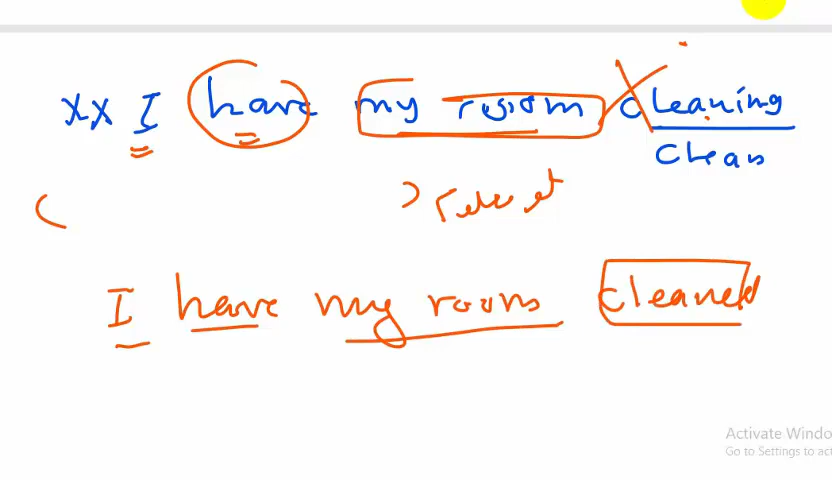 xx I have my room cleaning
clean
I have my room cleaned
Activate Windo
Go to Settings to act